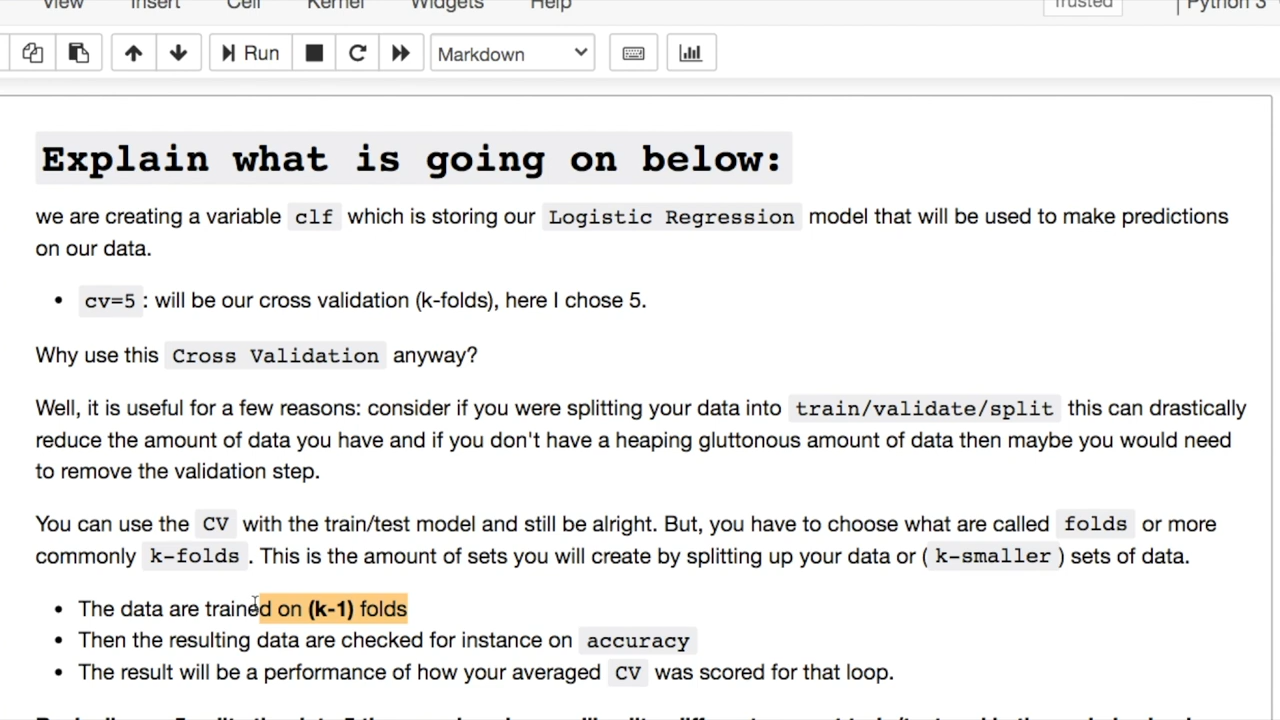 View Insert Cell Kernel Widgets Help Trusted Python 3
Run Markdown
Explain what is going on below:
we are creating a variable clf which is storing our Logistic Regression model that will be used to make predictions
on our data.
• cv=5 : will be our cross validation (k-folds), here I chose 5.
Why use this Cross Validation anyway?
Well, it is useful for a few reasons: consider if you were splitting your data into train/validate/split this can drastically
reduce the amount of data you have and if you don't have a heaping gluttonous amount of data then maybe you would need
to remove the validation step.
You can use the CV with the train/test model and still be alright. But, you have to choose what are called folds or more
commonly k-folds . This is the amount of sets you will create by splitting up your data or ( k-smaller ) sets of data.
• The data are trained on (k-1) folds
• Then the resulting data are checked for instance on accuracy
• The result will be a performance of how your averaged CV was scored for that loop.